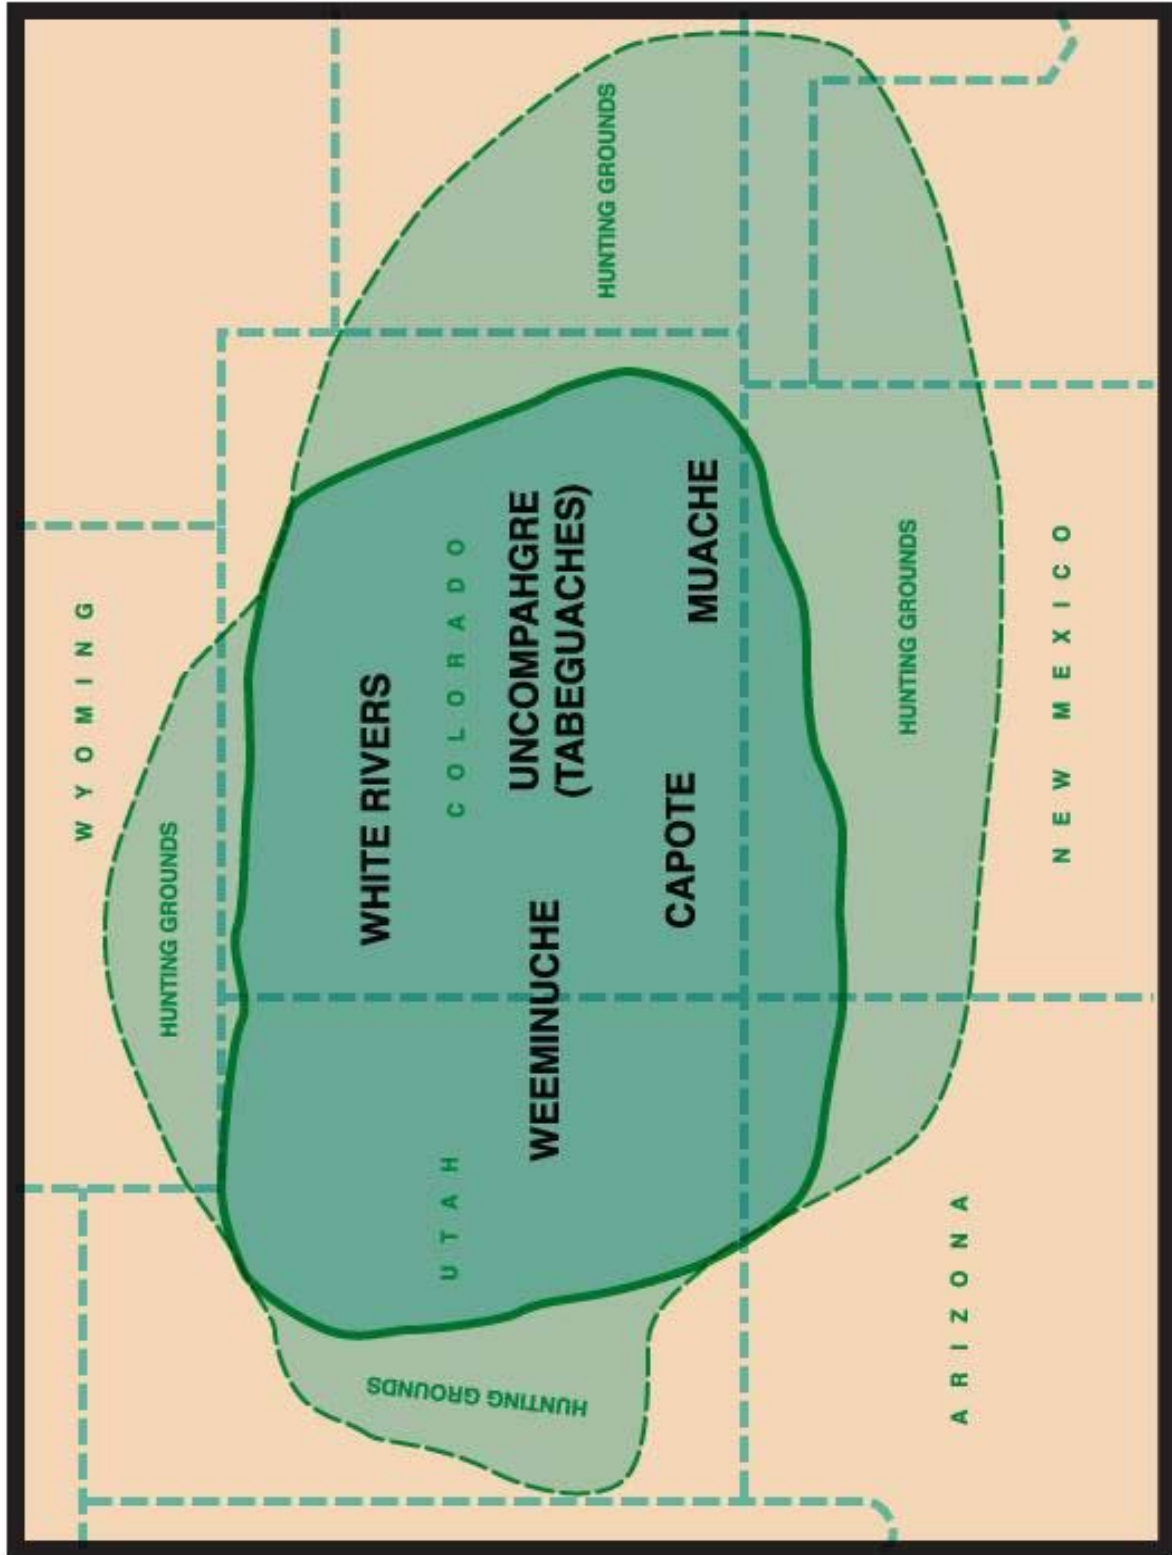 WYOMING
HUNTING GROUNDS
HUNTING GROUNDS
WHITE RIVERS
COLORADO
UTAH
HUNTING GROUNDS
WEEMINUCHE
UNCOMPAHGRE
(TABEGUACHES)
CAPOTE
MUACHE
HUNTING GROUNDS
ARIZONA
NEW MEXICO